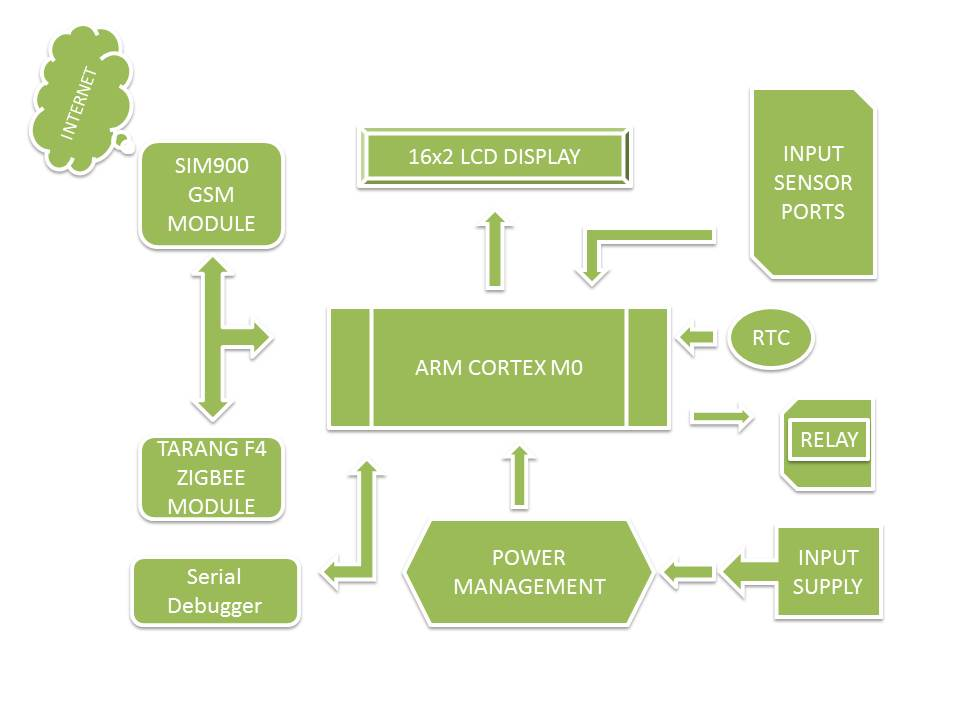 INTERNET
SIM900
GSM
MODULE
16x2 LCD DISPLAY
INPUT
SENSOR
PORTS
ARM CORTEX M0
RTC
RELAY
TARANG F4
ZIGBEE
MODULE
Serial
Debugger
POWER
MANAGEMENT
INPUT
SUPPLY